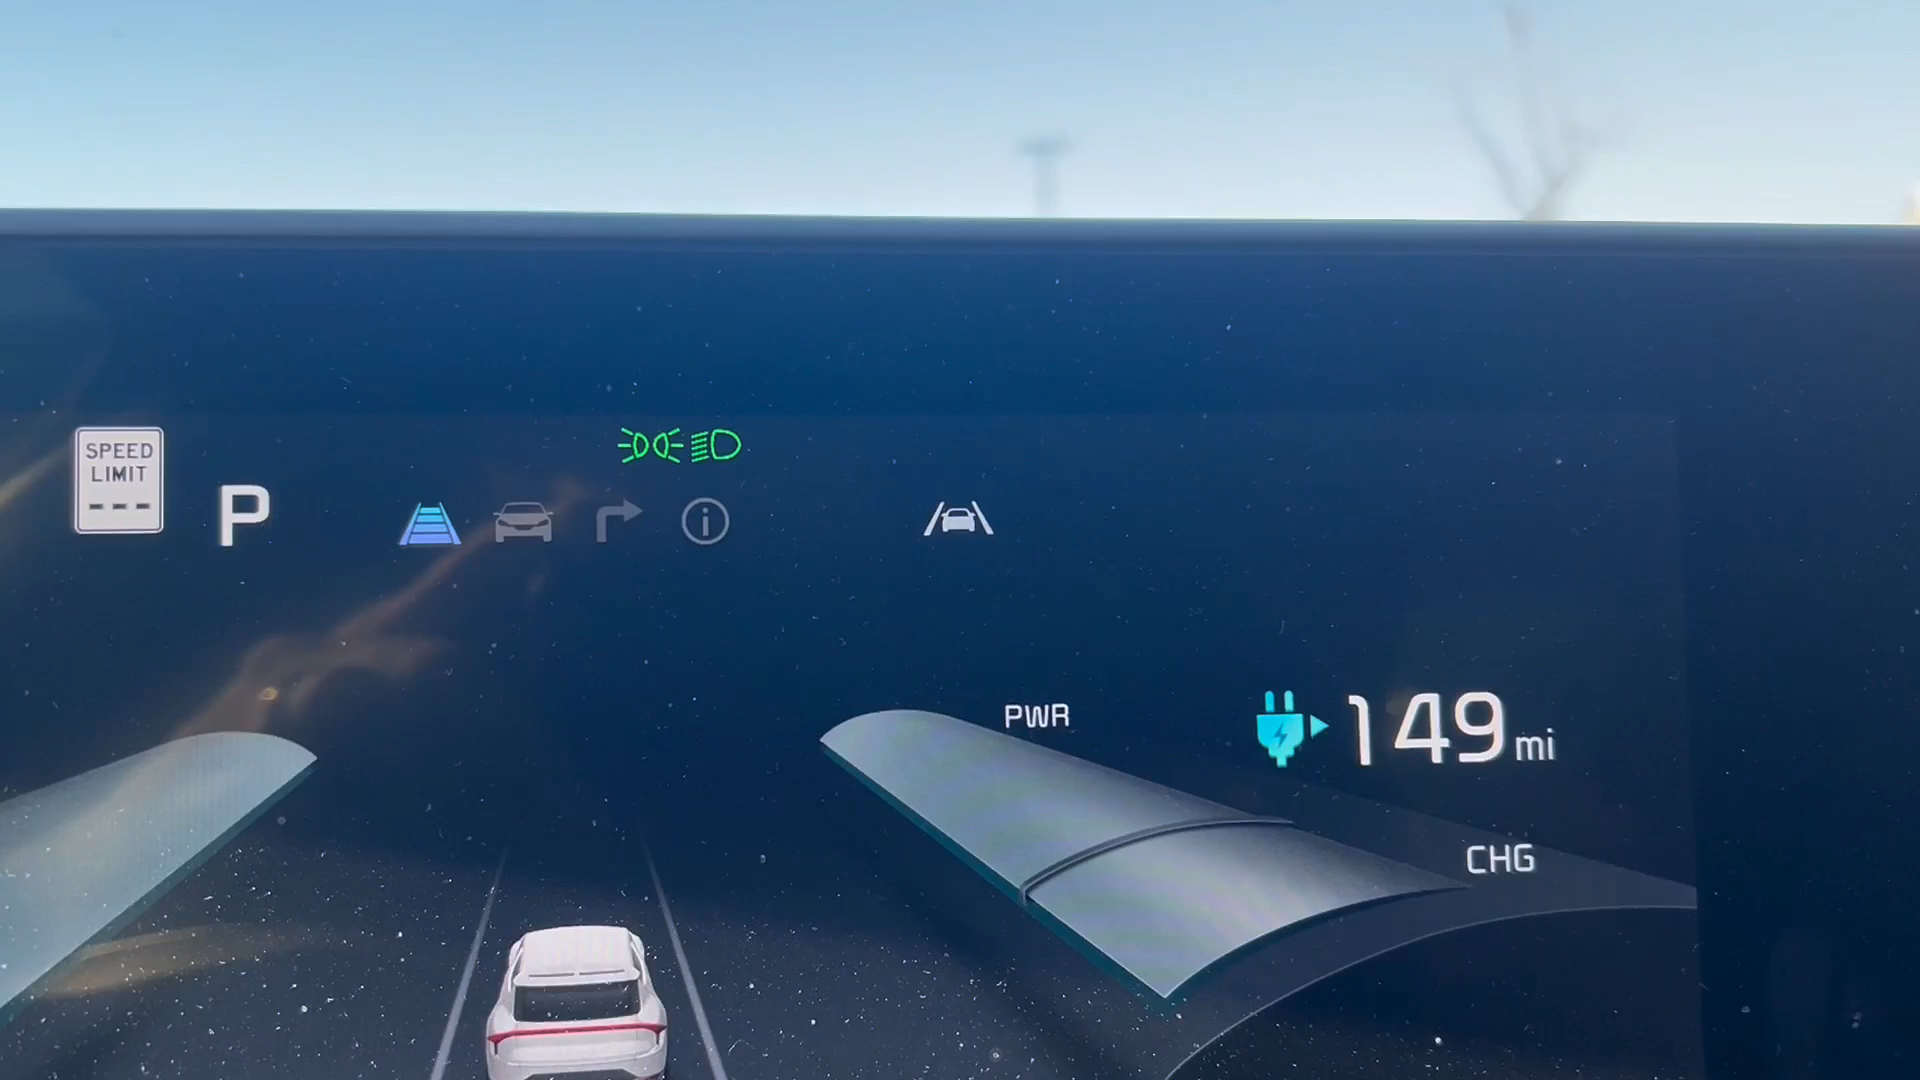 SPEED
LIMIT
---
P
i
PWR
149 mi
CHG